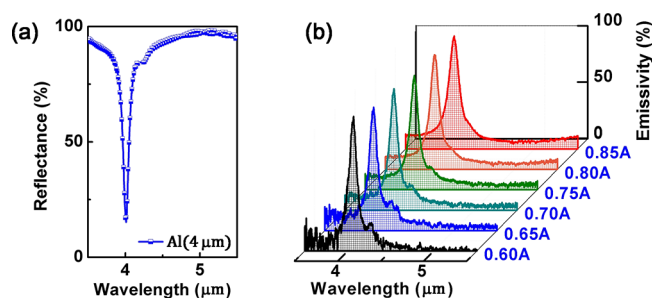 (a)
100
50
0
Reflectance (%)
Al(4 μm)
4
5
Wavelength (μm)
(b)
100
50
0
Emissivity (%)
0.85A
0.80A
0.75A
0.70A
0.65A
0.60A
4
5
Wavelength (μm)